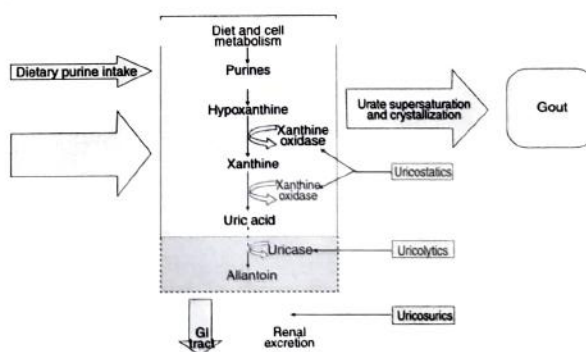 Diet and cell
metabolism
Dietary purine intake
Purines
Hypoxanthine
Xanthine
oxidase
Urate supersaturation
and crystallization
Gout
Xanthine
Uricostatics
Xanthine
oxidase
Uric acid
Uricase
Uricolytics
Allantoin
GI
tract
Renal
excretion
Uricosurics